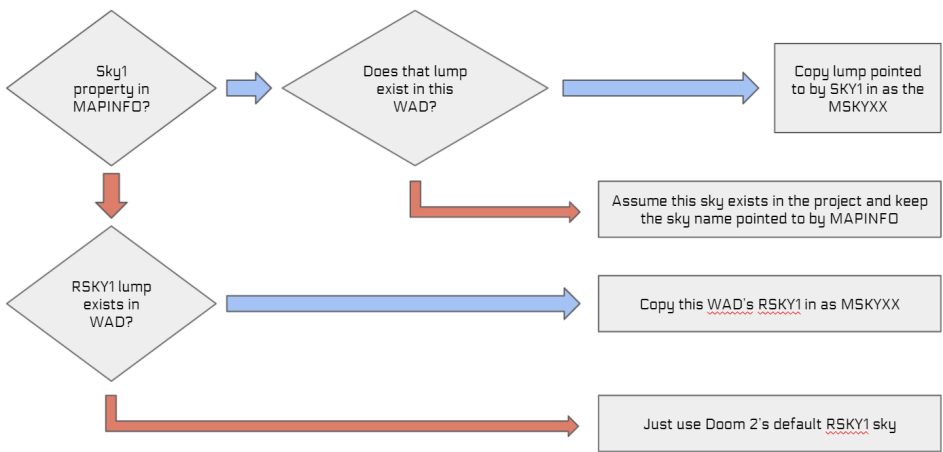 Sky1
property in
MAPINFO?
Does that lump
exist in this
WAD?
Copy lump pointed
to by SKY1 in as the
MSKYXX
Assume this sky exists in the project and keep
the sky name pointed to by MAPINFO
RSKY1 lump
exists in
WAD?
Copy this WAD's RSKY1 in as MSKYXX
Just use Doom 2's default RSKY1 sky